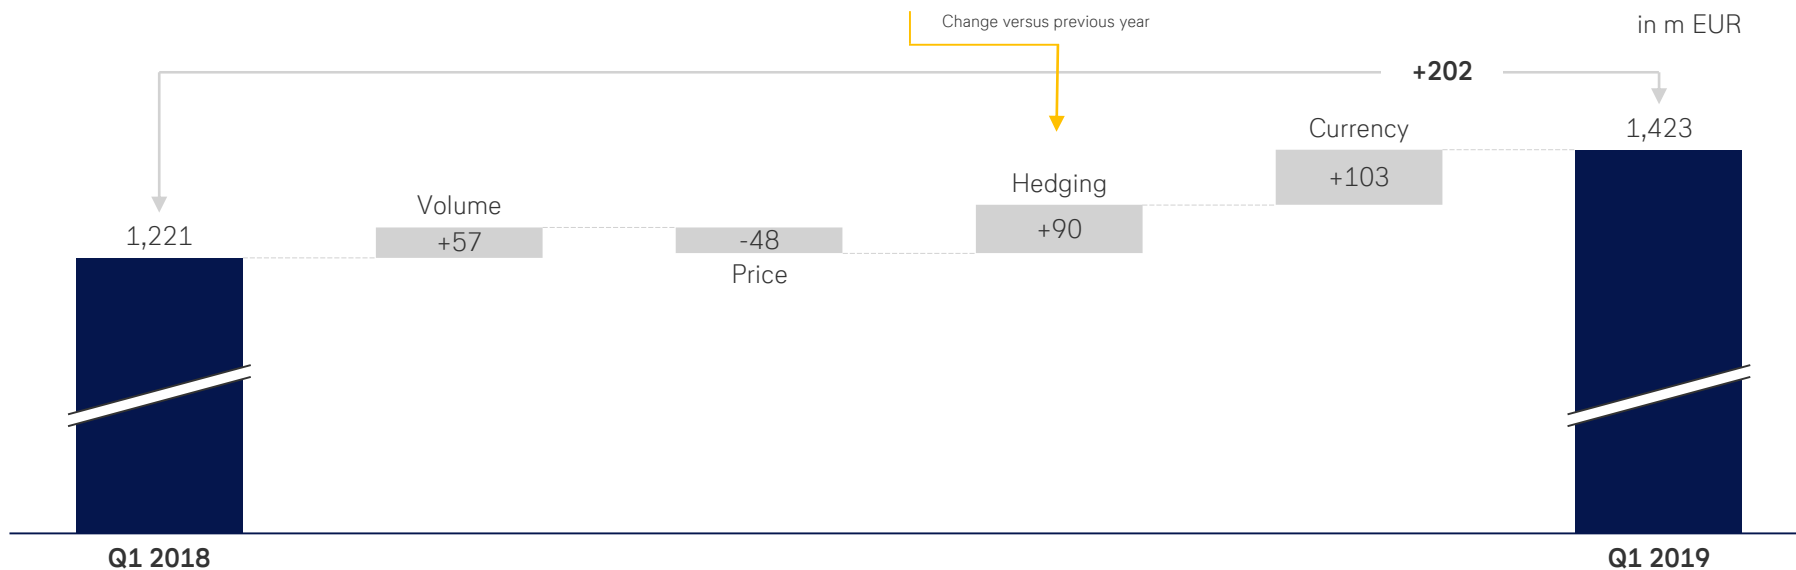 Change versus previous year
in m EUR
+202
1,221
Volume
+57
-48
Price
Hedging
+90
Currency
+103
1,423
Q1 2018
Q1 2019